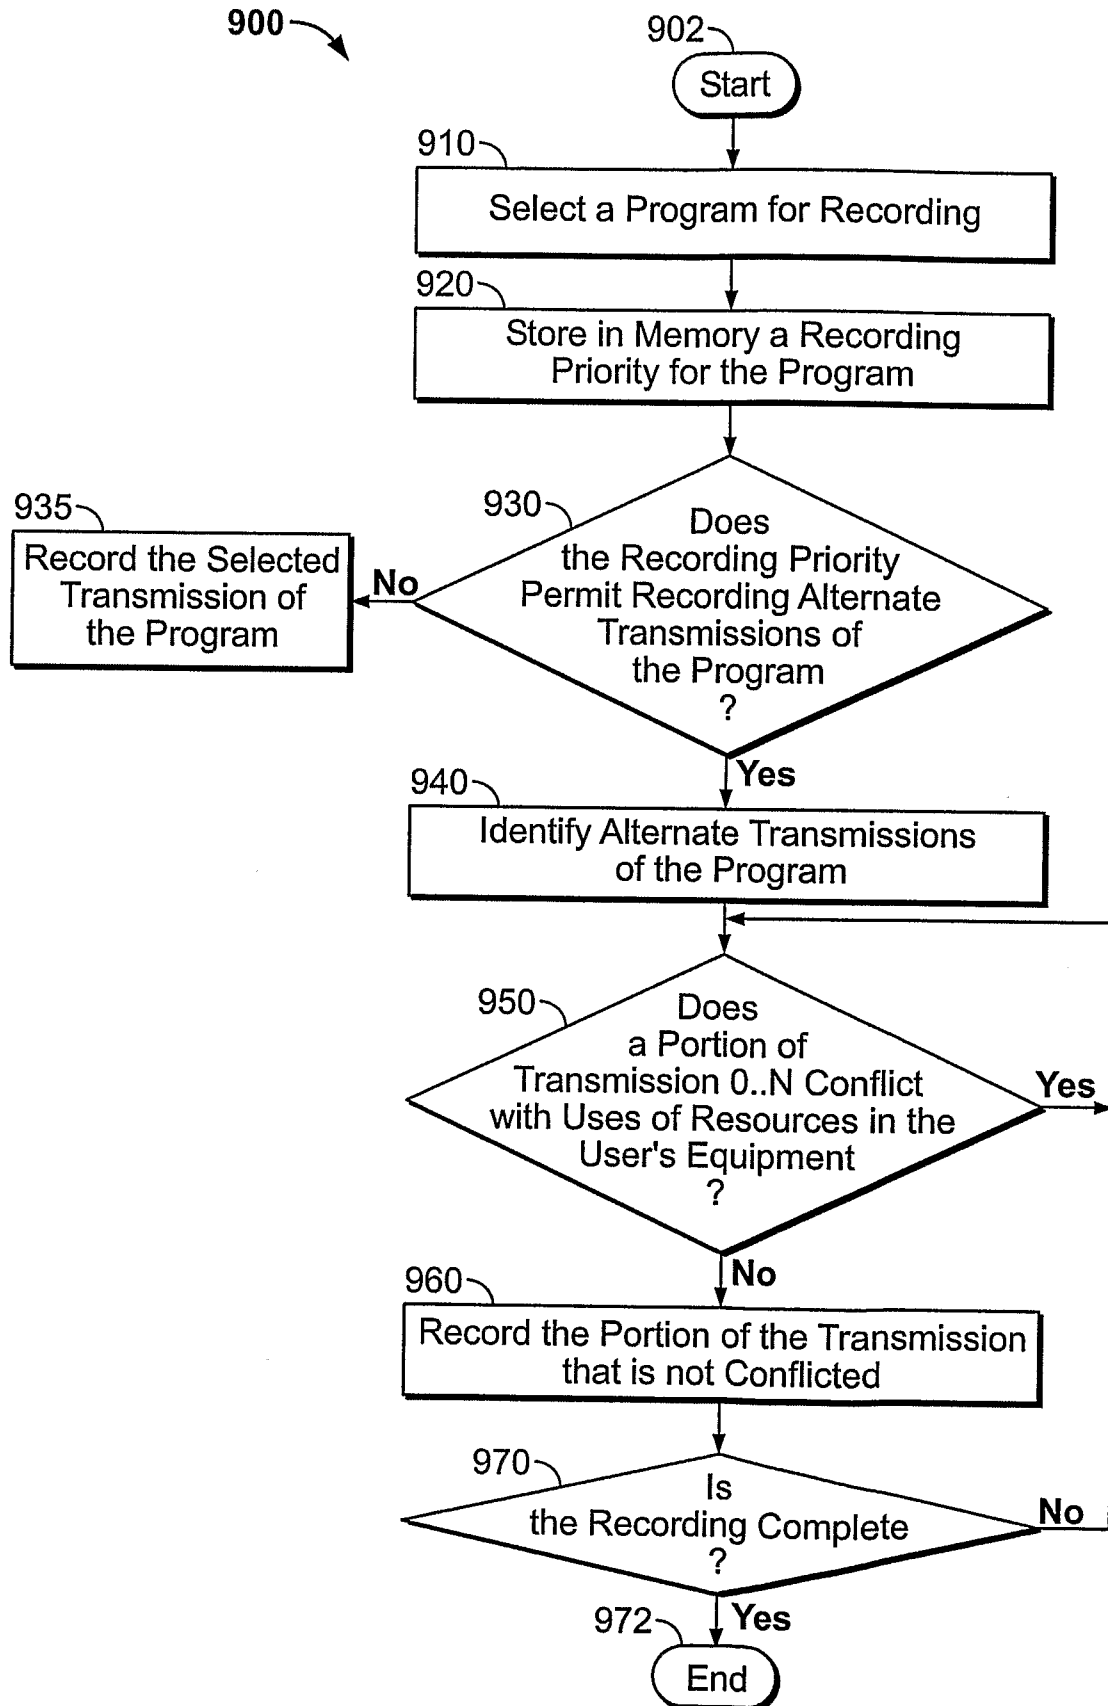 900
902
Start
910
Select a Program for Recording
920
Store in Memory a Recording
Priority for the Program
930
Does
the Recording Priority
Permit Recording Alternate
Transmissions of
the Program
?
935
Record the Selected
Transmission of
the Program
No
Yes
940
Identify Alternate Transmissions
of the Program
950
Does
a Portion of
Transmission 0..N Conflict
with Uses of Resources in the
User's Equipment
?
Yes
No
960
Record the Portion of the Transmission
that is not Conflicted
970
Is
the Recording Complete
?
No
Yes
972
End